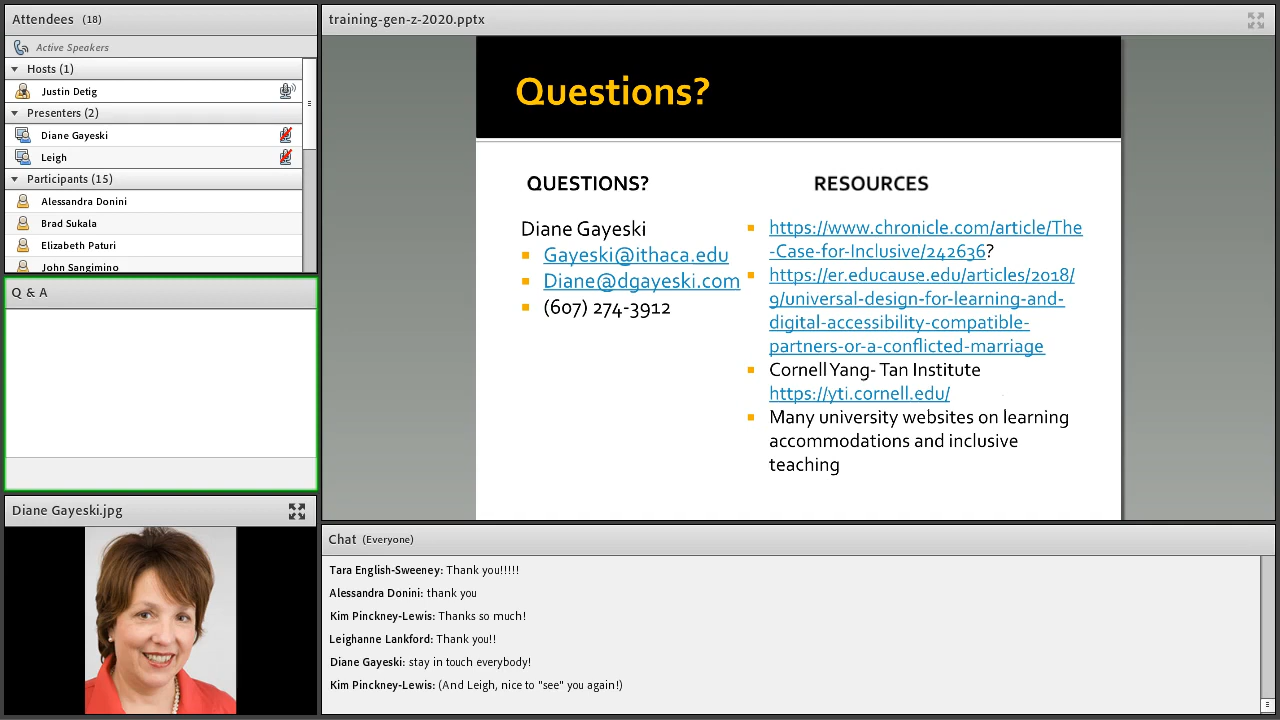 Attendees (18)
Active Speakers
Hosts (1)
Justin Detig
Presenters (2)
Diane Gayeski
Leigh
Participants (15)
Alessandra Donini
Brad Sukala
Elizabeth Paturi
John Sangimino
Q & A
Diane Gayeski.jpg
training-gen-z-2020.pptx
Questions?
QUESTIONS?
Diane Gayeski
Gayeski@ithaca.edu
Diane@dgayeski.com
(607) 274-3912
RESOURCES
https://www.chronicle.com/article/The
-Case-for-Inclusive/242636?
https://er.educause.edu/articles/2018/
9/universal-design-for-learning-and-
digital-accessibility-compatible-
partners-or-a-conflicted-marriage
Cornell Yang- Tan Institute
https://yti.cornell.edu/
Many university websites on learning
accommodations and inclusive
teaching
Chat (Everyone)
Tara English-Sweeney: Thank you!!!!!
Alessandra Donini: thank you
Kim Pinckney-Lewis: Thanks so much!
Leighanne Lankford: Thank you!!
Diane Gayeski: stay in touch everybody!
Kim Pinckney-Lewis: (And Leigh, nice to "see" you again!)